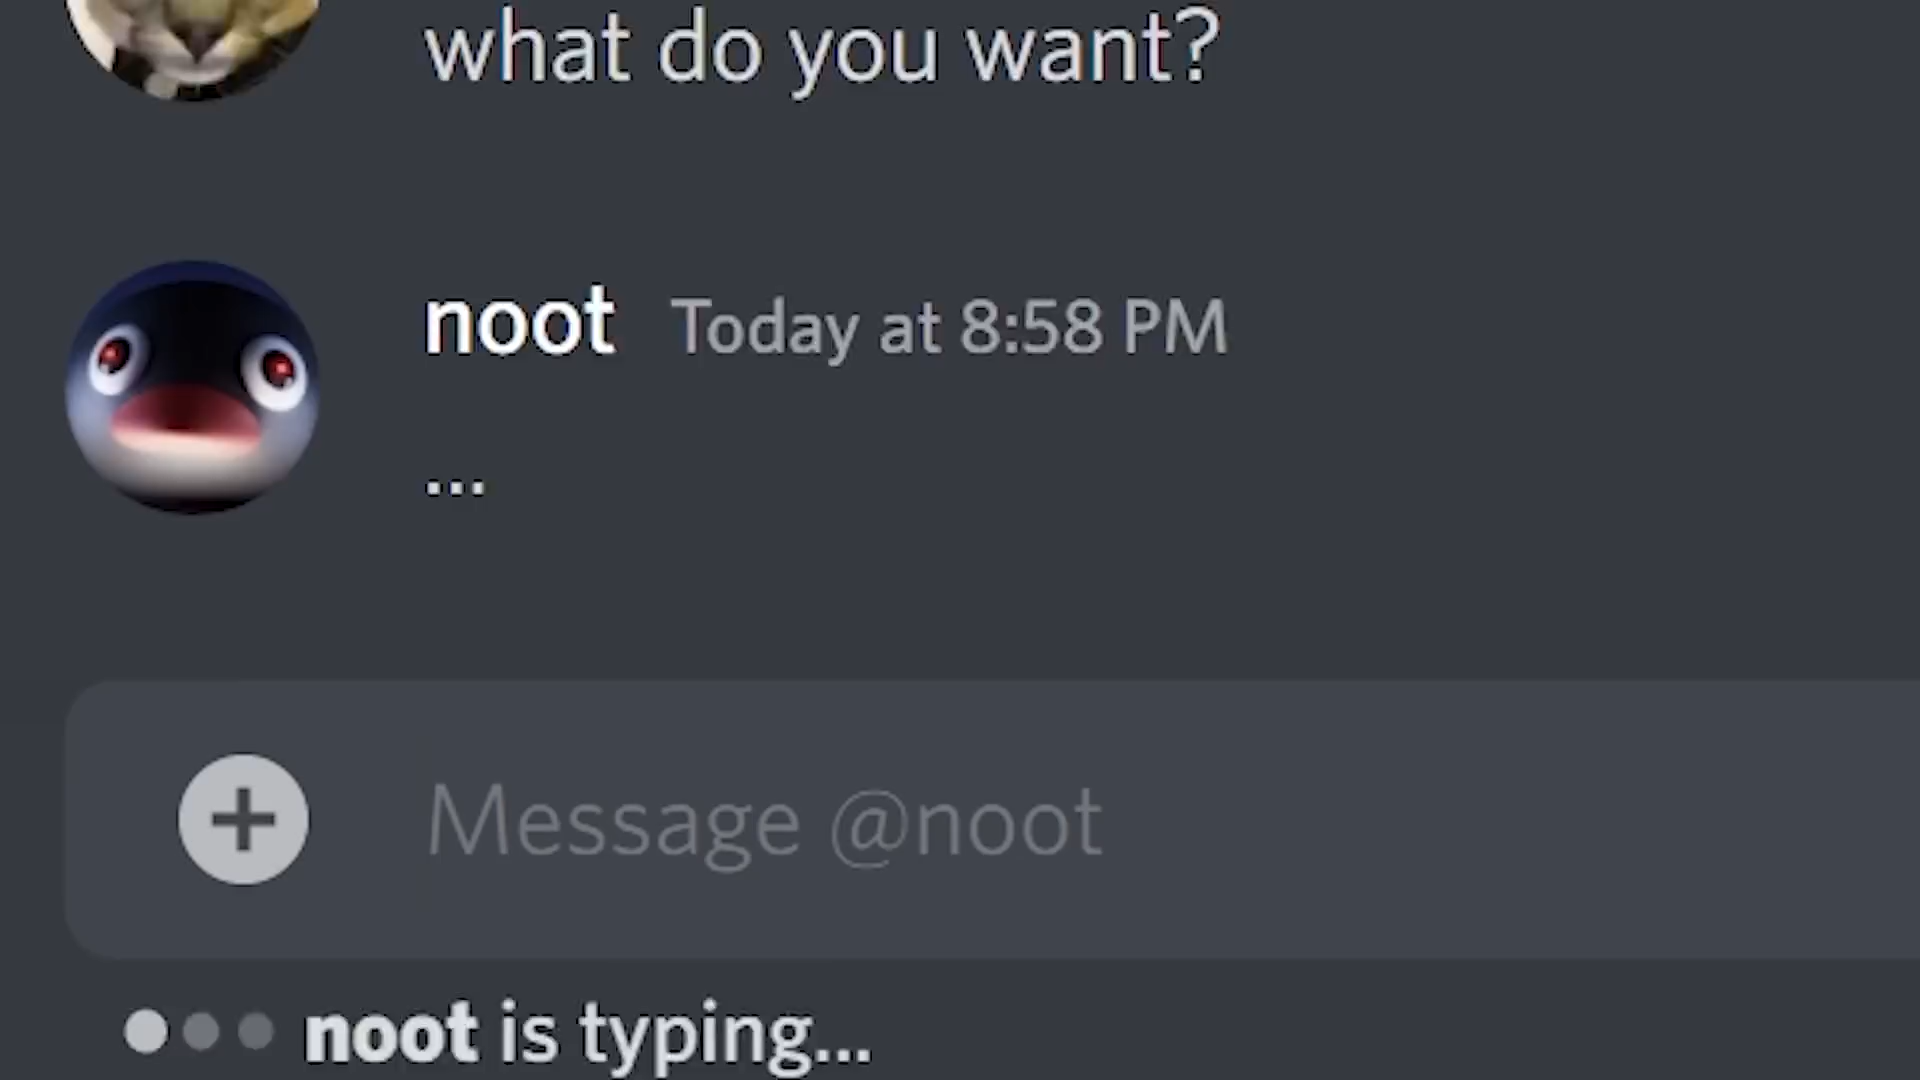 what do you want?
noot Today at 8:58 PM
...
Message @noot
noot is typing...